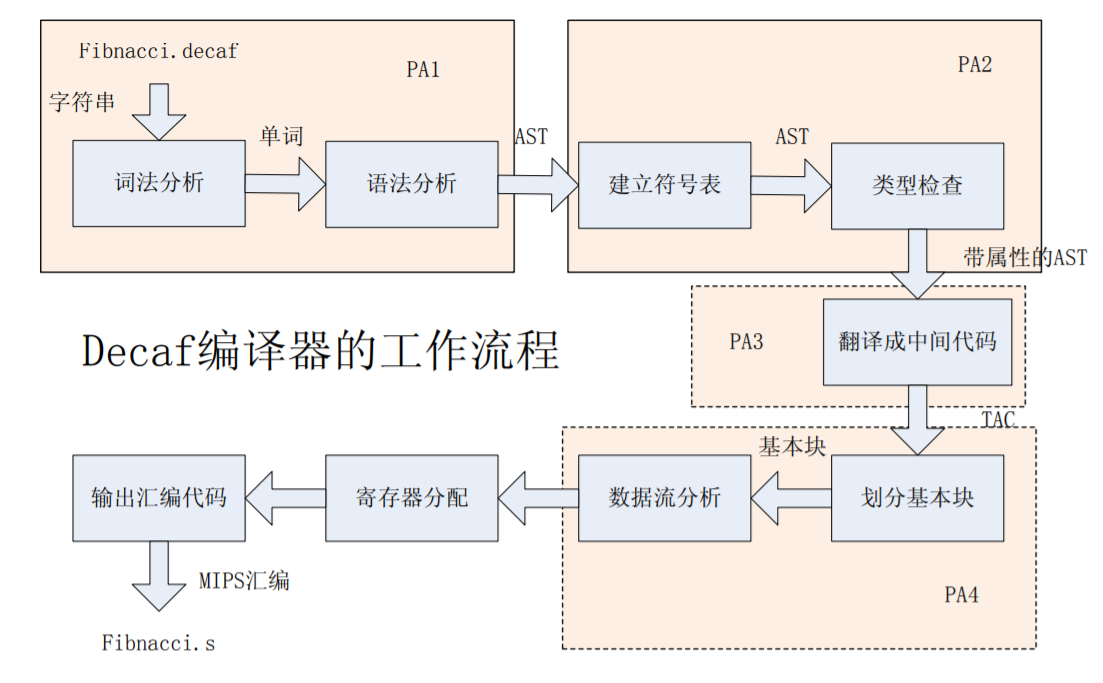 Fibnacci.decaf
PA1
PA2
字符串
单词
AST
AST
词法分析
语法分析
建立符号表
类型检查
带属性的AST
Decaf编译器的工作流程
PA3
翻译成中间代码
TAC
基本块
输出汇编代码
寄存器分配
数据流分析
划分基本块
MIPS汇编
PA4
Fibnacci.s